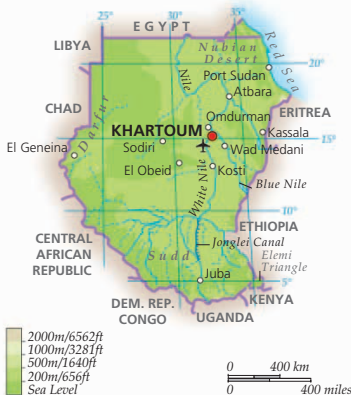 25°
30°
35°
EGYPT
LIBYA
Nubian
Desert
Red Sea
20°
Nile
Port Sudan
Atbara
CHAD
Darfur
Omdurman
ERITREA
KHARTOUM
Kassala
15°
El Geneina
Sodiri
Wad Medani
El Obeid
Kosti
White Nile
Blue Nile
10°
ETHIOPIA
CENTRAL
AFRICAN
REPUBLIC
Jonglei Canal
Sudd
Elemi
Triangle
Juba
5°
KENYA
DEM. REP.
CONGO
UGANDA
2000m/6562ft
1000m/3281ft
500m/1640ft
200m/656ft
Sea Level
0 400 km
0 400 miles